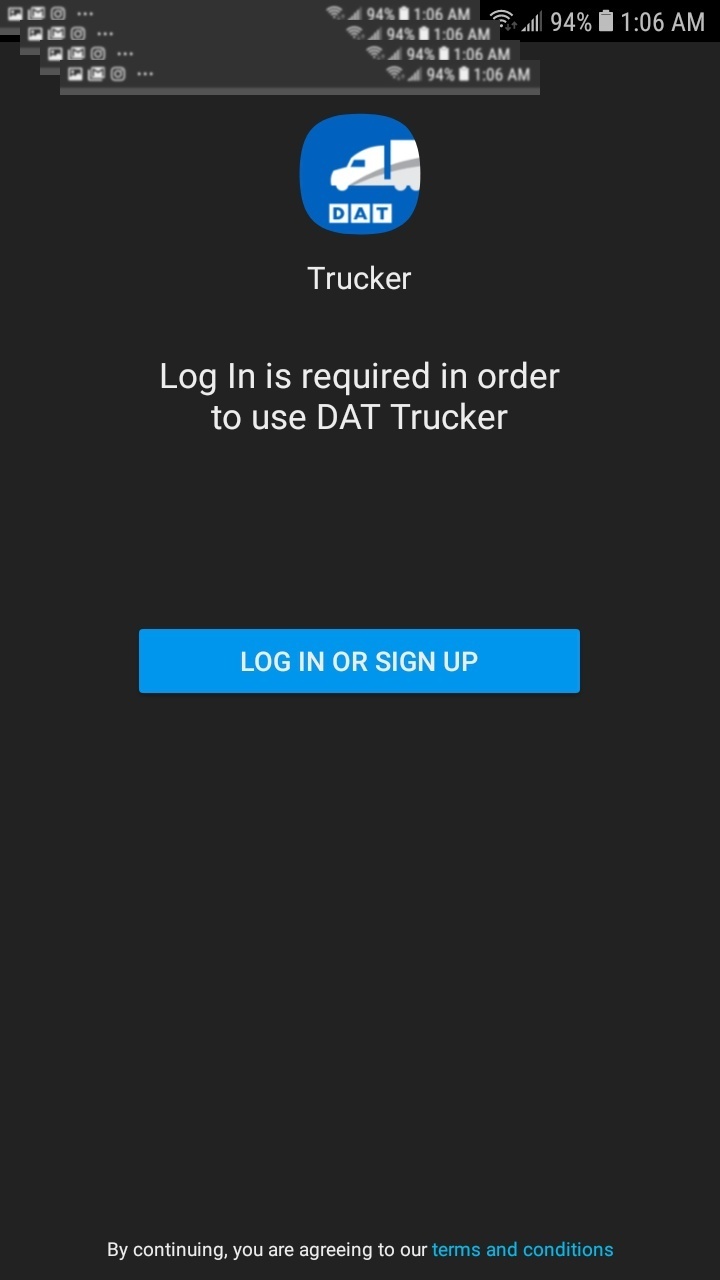 94% 1:06 AM
94% 1:06 AM
94% 1:06 AM
94% 1:06 AM
94% 1:06 AM
DAT
Trucker
Log In is required in order
to use DAT Trucker
LOG IN OR SIGN UP
By continuing, you are agreeing to our terms and conditions